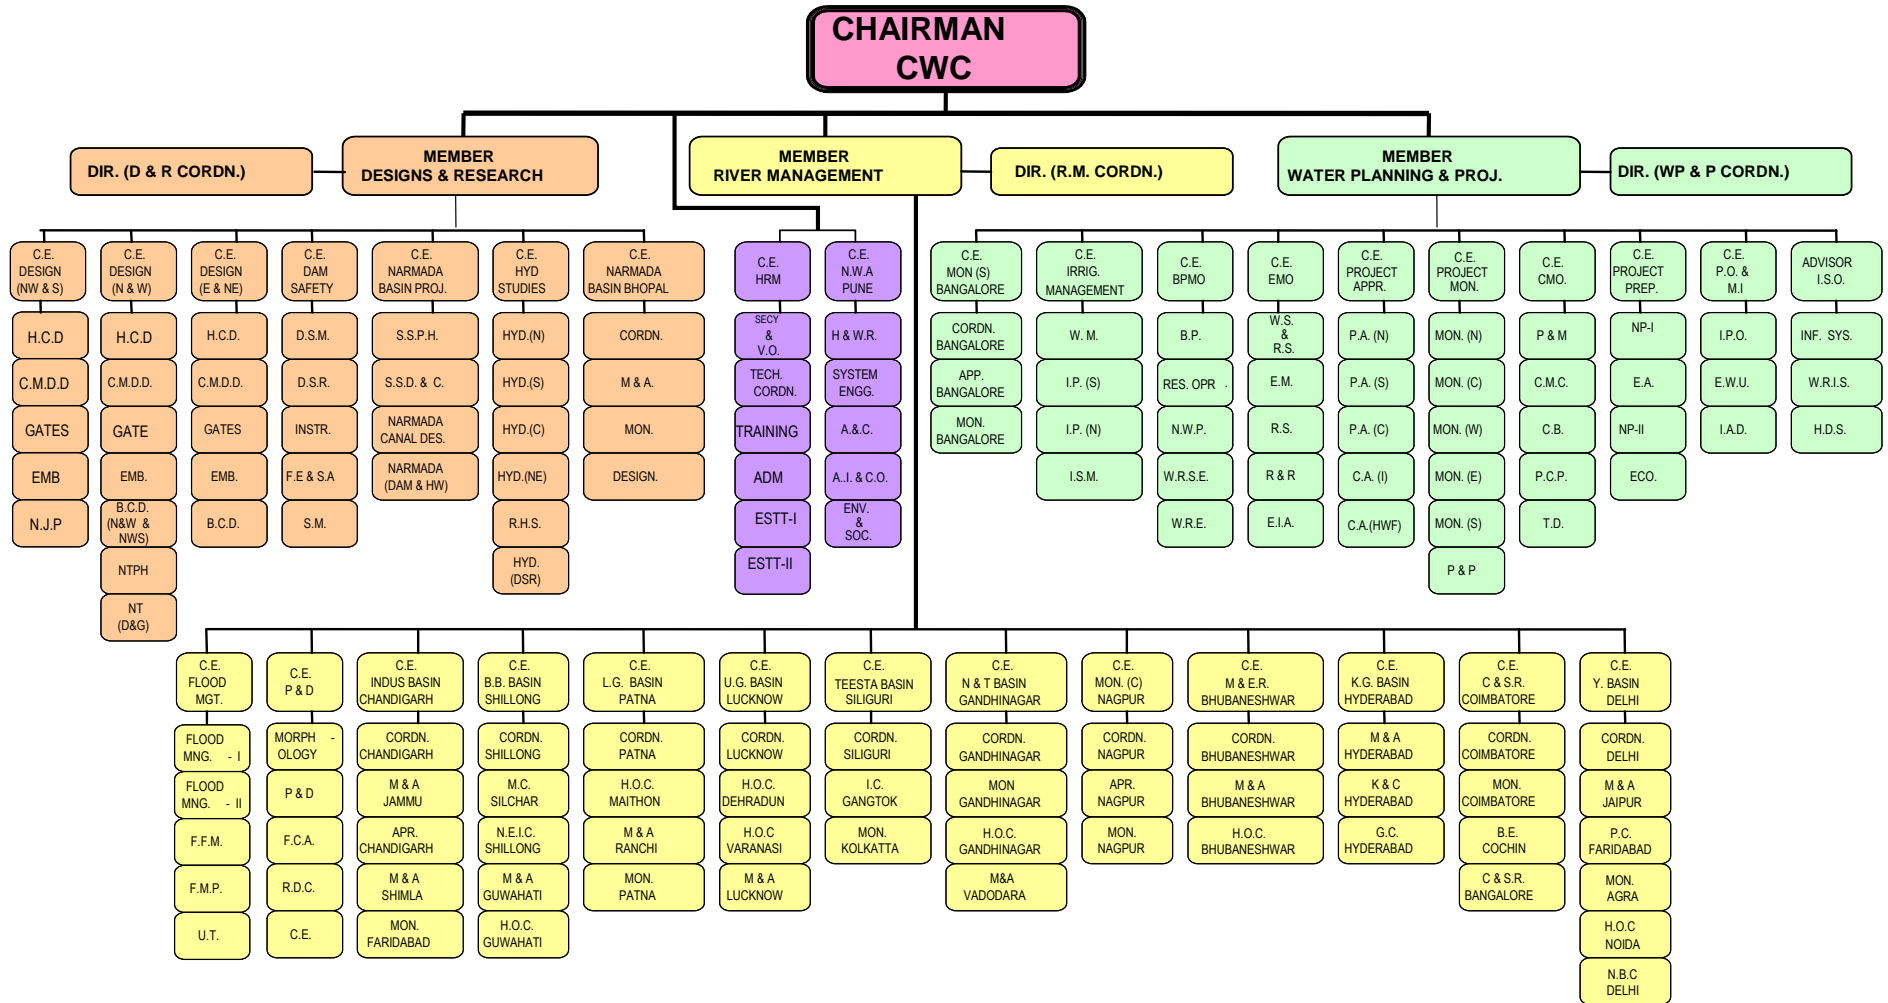 CHAIRMAN
CWC
DIR. (D & R CORDN.)
MEMBER
DESIGNS & RESEARCH
MEMBER
RIVER MANAGEMENT
DIR. (R.M. CORDN.)
MEMBER
WATER PLANNING & PROJ.
DIR. (WP & P CORDN.)
C.E.
DESIGN
(NW & S)
H.C.D
C.M.D.D
GATES
EMB
N.J.P
C.E.
DESIGN
(N & W)
H.C.D
C.M.D.D.
GATE
EMB.
B.C.D.
(N&W &
NWS)
NTPH
NT
(D&G)
C.E.
DESIGN
(E & NE)
H.C.D.
C.M.D.D.
GATES
EMB.
B.C.D.
C.E.
DAM
SAFETY
D.S.M.
D.S.R.
INSTR.
F.E & S.A
S.M.
C.E.
NARMADA
BASIN PROJ.
S.S.P.H.
S.S.D. & C.
NARMADA
CANAL DES.
NARMADA
(DAM & HW)
C.E.
HYD
STUDIES
HYD.(N)
HYD.(S)
HYD.(C)
HYD.(NE)
R.H.S.
HYD.
(DSR)
C.E.
NARMADA
BASIN BHOPAL
CORDN.
M & A.
MON.
DESIGN.
C.E.
HRM
SECY
&
V.O.
TECH.
CORDN.
TRAINING
ADM
ESTT-I
ESTT-II
C.E.
N.W.A
PUNE
H & W.R.
SYSTEM
ENGG.
A.&C.
A..I. & C.O.
ENV.
&
SOC.
C.E.
MON (S)
BANGALORE
CORDN.
BANGALORE
APP.
BANGALORE
MON.
BANGALORE
C.E.
IRRIG.
MANAGEMENT
W. M.
I.P. (S)
I.P. (N)
I.S.M.
C.E.
BPMO
B.P.
RES. OPR .
N.W.P.
W.R.S.E.
W.R.E.
C.E.
EMO
W.S.
&
R.S.
E.M.
R.S.
R & R
E.I.A.
C.E.
PROJECT
APPR.
P.A. (N)
P.A. (S)
P.A. (C)
C.A. (I)
C.A.(HWF)
C.E.
PROJECT
MON.
MON. (N)
MON. (C)
MON. (W)
MON. (E)
MON. (S)
P & P
C.E.
CMO.
P & M
C.M.C.
C.B.
P.C.P.
T.D.
C.E.
PROJECT
PREP.
NP-I
E.A.
NP-II
ECO.
C.E.
P.O. &
M.I
I.P.O.
E.W.U.
I.A.D.
ADVISOR
I.S.O.
INF. SYS.
W.R.I.S.
H.D.S.
C.E.
FLOOD
MGT.
FLOOD
MNG. - I
FLOOD
MNG. - II
F.F.M.
F.M.P.
U.T.
C.E.
P & D
MORPH -
OLOGY
P & D
F.C.A.
R.D.C.
C.E.
C.E.
INDUS BASIN
CHANDIGARH
CORDN.
CHANDIGARH
M & A
JAMMU
APR.
CHANDIGARH
M & A
SHIMLA
MON.
FARIDABAD
C.E.
B.B. BASIN
SHILLONG
CORDN.
SHILLONG
M.C.
SILCHAR
N.E.I.C.
SHILLONG
M & A
GUWAHATI
H.O.C.
GUWAHATI
C.E.
L.G. BASIN
PATNA
CORDN.
PATNA
H.O.C.
MAITHON
M & A
RANCHI
MON.
PATNA
C.E.
U.G. BASIN
LUCKNOW
CORDN.
LUCKNOW
H.O.C.
DEHRADUN
H.O.C
VARANASI
M & A
LUCKNOW
C.E.
TEESTA BASIN
SILIGURI
CORDN.
SILIGURI
I.C.
GANGTOK
MON.
KOLKATTA
C.E.
N & T BASIN
GANDHINAGAR
CORDN.
GANDHINAGAR
MON
GANDHINAGAR
H.O.C.
GANDHINAGAR
M&A
VADODARA
C.E.
MON. (C)
NAGPUR
CORDN.
NAGPUR
APR.
NAGPUR
MON.
NAGPUR
C.E.
M & E.R.
BHUBANESHWAR
CORDN.
BHUBANESHWAR
M & A
BHUBANESHWAR
H.O.C.
BHUBANESHWAR
C.E.
K.G. BASIN
HYDERABAD
M & A
HYDERABAD
K & C
HYDERABAD
G.C.
HYDERABAD
C.E.
C & S.R.
COIMBATORE
CORDN.
COIMBATORE
MON.
COIMBATORE
B.E.
COCHIN
C & S.R.
BANGALORE
C.E.
Y. BASIN
DELHI
CORDN.
DELHI
M & A
JAIPUR
P.C.
FARIDABAD
MON.
AGRA
H.O.C
NOIDA
N.B.C
DELHI